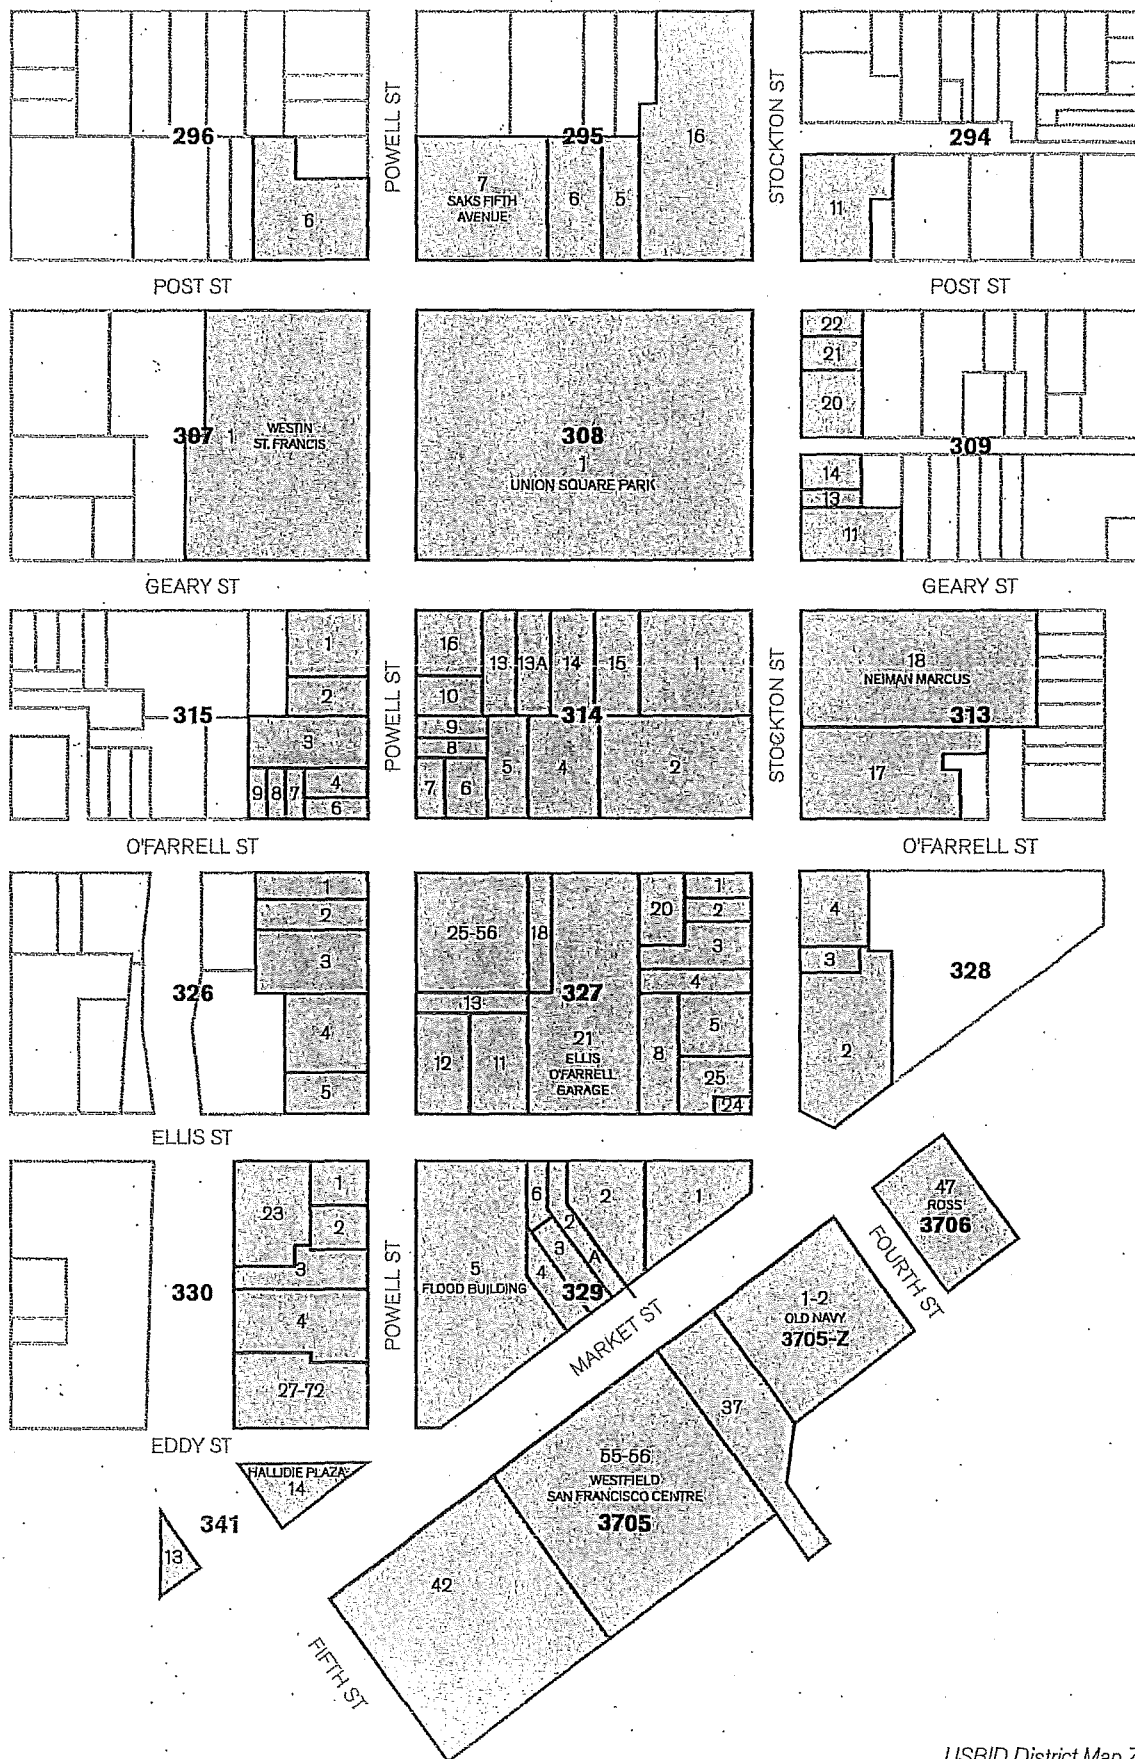 POWELL ST
STOCKTON ST
296
6
295
16
7
SAKS FIFTH
AVENUE
6
5
294
11
POST ST
POST ST
307
1
WESTIN
ST. FRANCIS
308
1
UNION SQUARE PARK
22
21
20
309
14
13
11
GEARY ST
GEARY ST
POWELL ST
STOCKTON ST
1
2
315
3
9
8
7
4
6
16
13
13A
14
15
1
10
314
9
8
5
4
2
7
6
18
NEIMAN MARCUS
313
17
O'FARRELL ST
O'FARRELL ST
1
2
3
326
4
5
25-56
18
20
1
2
3
4
13
327
12
11
21
ELLIS
O'FARRELL
GARAGE
8
5
25
24
4
3
328
2
ELLIS ST
23
1
2
3
330
4
27-72
POWELL ST
6
2
1
2
3
A
4
5
FLOOD BUILDING
329
MARKET ST
47
ROSS
3706
FOURTH ST
1-2
OLD NAVY
3705-Z
37
EDDY ST
HALLIDIE PLAZA
14
341
13
55-56
WESTFIELD
SAN FRANCISCO CENTRE
3705
42
FIFTH ST
USBID District Map